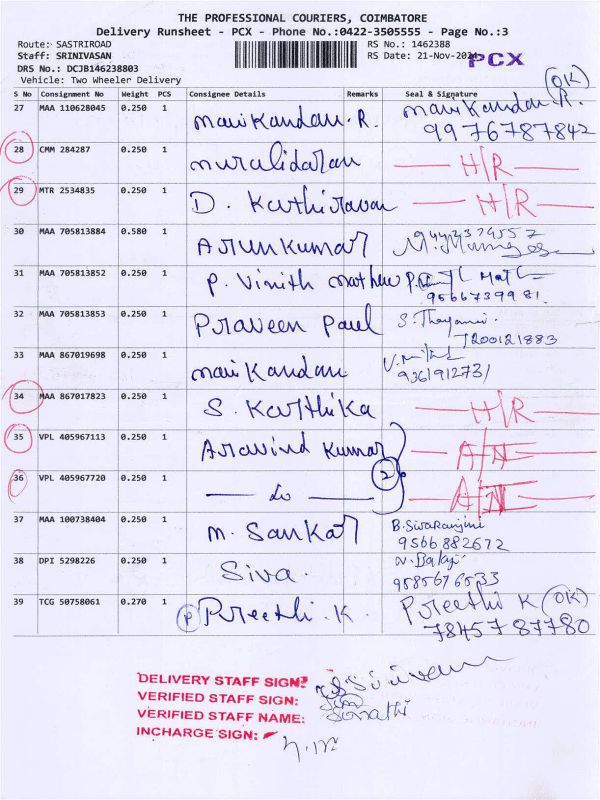 THE PROFESSIONAL COURIERS, COIMBATORE
Delivery Runsheet - PCX - Phone No.:0422-3505555 - Page No.:3
Route: SASTRIROAD RS No.: 1462388
Staff: SRINIVASAN RS Date: 21-Nov-2024 PCX
DRS No.: DCJB146238803
Vehicle: Two Wheeler Delivery
S No Consignment No Weight PCS Consignee Details Remarks Seal & Signature (OK)
27 MAA 110628045 0.250 1 manikandan. R. manikandan. R.
9976787842
28 CMM 284287 0.250 1 muralidaran H/R
29 MTR 2534835 0.250 1 D. Kathiravan H/R
30 MAA 705813884 0.580 1 Arunkumar
31 MAA 705813852 0.250 1 P. Vinith mathew
9566739981.
32 MAA 705813853 0.250 1 Praveen Paul
7200121883
33 MAA 867019698 0.250 1 manikandan
9361912731
34 MAA 867017823 0.250 1 S. Karthika H/R
35 VPL 405967113 0.250 1 Aravind Kumar
36 VPL 405967720 0.250 1 do 2
37 MAA 100738404 0.250 1 M. Sankar B. Sivaranjini
9566882672
38 DPI 5298226 0.250 1 Siva. N. Balaji
9585676533
39 TCG 50758061 0.270 1 P Preethi. K. Preethi K (OK)
78457 87780
DELIVERY STAFF SIGN:
VERIFIED STAFF SIGN:
VERIFIED STAFF NAME:
INCHARGE SIGN: